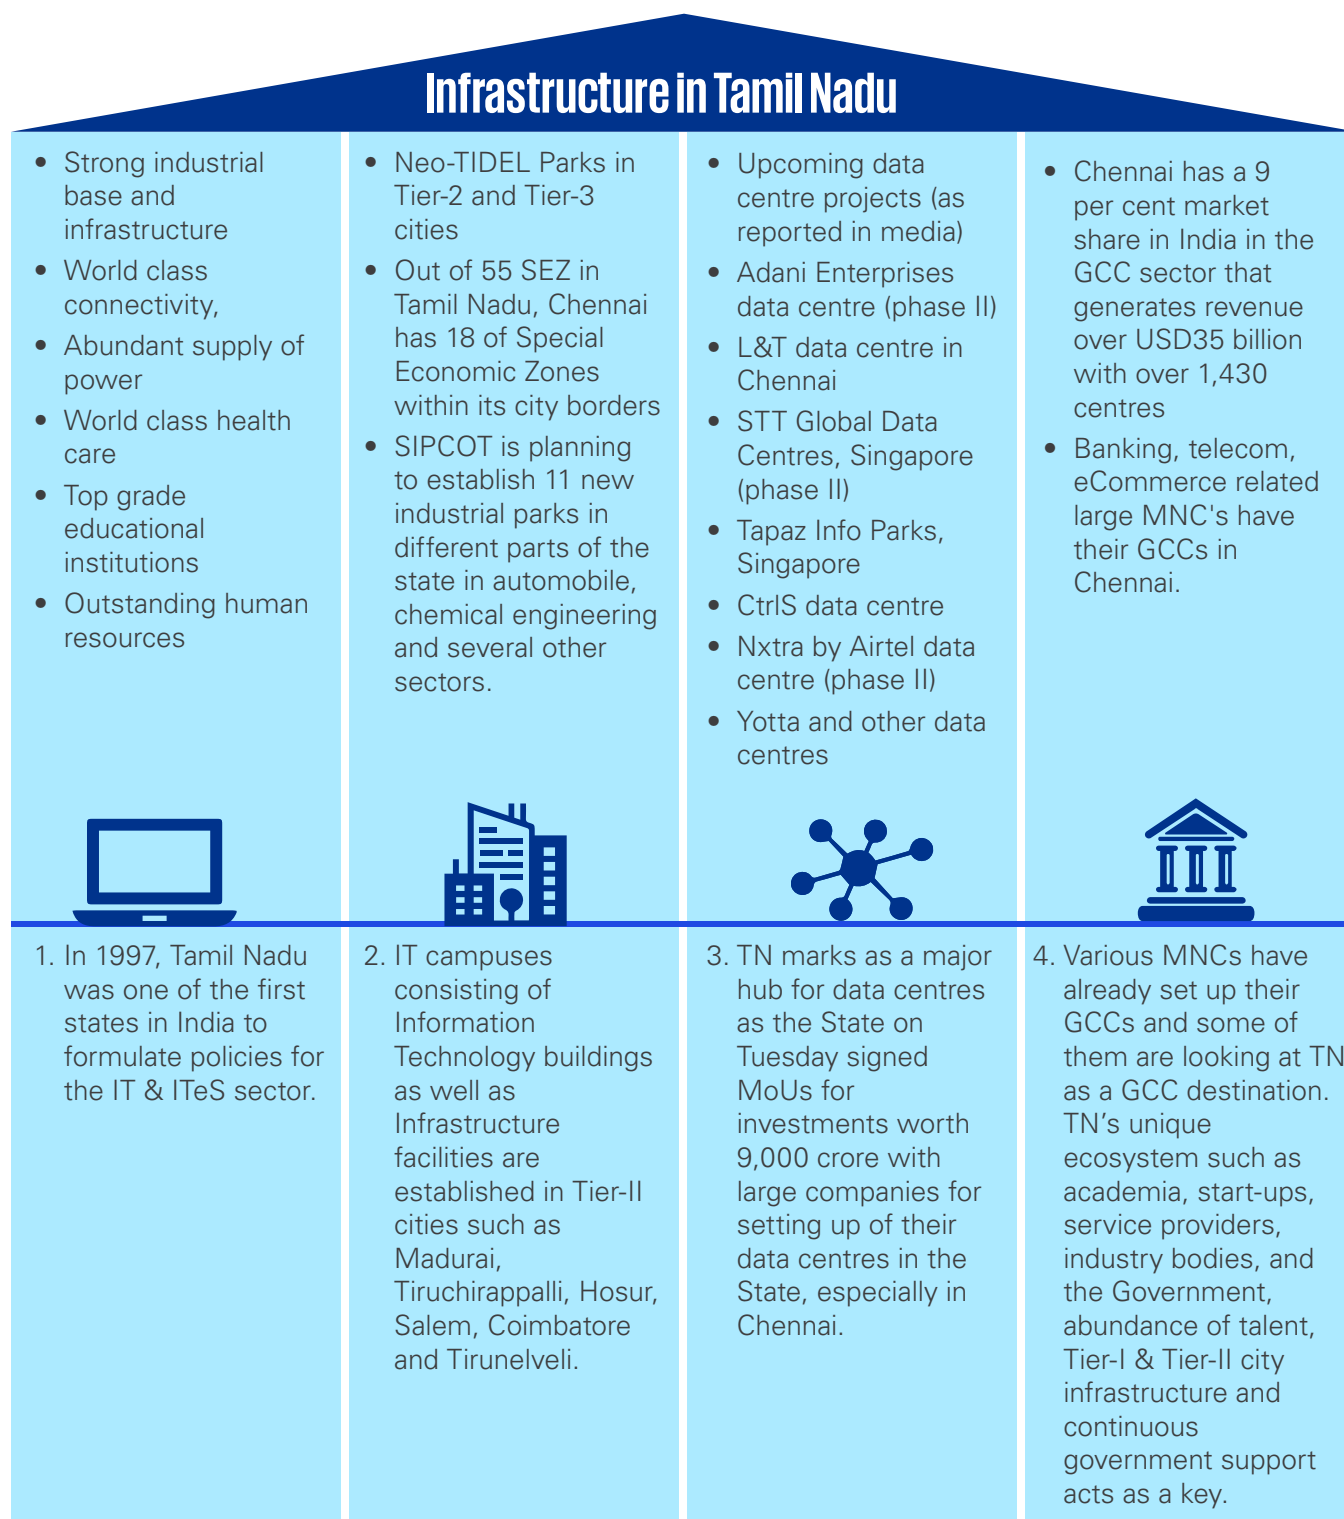 Infrastructure in Tamil Nadu
• Strong industrial
base and
infrastructure
• World class
connectivity,
• Abundant supply of
power
• World class health
care
• Top grade
educational
institutions
• Outstanding human
resources
• Neo-TIDEL Parks in
Tier-2 and Tier-3
cities
• Out of 55 SEZ in
Tamil Nadu, Chennai
has 18 of Special
Economic Zones
within its city borders
• SIPCOT is planning
to establish 11 new
industrial parks in
different parts of the
state in automobile,
chemical engineering
and several other
sectors.
• Upcoming data
centre projects (as
reported in media)
• Adani Enterprises
data centre (phase II)
• L&T data centre in
Chennai
• STT Global Data
Centres, Singapore
(phase II)
• Tapaz Info Parks,
Singapore
• CtrlS data centre
• Nxtra by Airtel data
centre (phase II)
• Yotta and other data
centres
• Chennai has a 9
per cent market
share in India in the
GCC sector that
generates revenue
over USD35 billion
with over 1,430
centres
• Banking, telecom,
eCommerce related
large MNC's have
their GCCs in
Chennai.
1. In 1997, Tamil Nadu
was one of the first
states in India to
formulate policies for
the IT & ITeS sector.
2. IT campuses
consisting of
Information
Technology buildings
as well as
Infrastructure
facilities are
established in Tier-II
cities such as
Madurai,
Tiruchirappalli, Hosur,
Salem, Coimbatore
and Tirunelveli.
3. TN marks as a major
hub for data centres
as the State on
Tuesday signed
MoUs for
investments worth
9,000 crore with
large companies for
setting up of their
data centres in the
State, especially in
Chennai.
4. Various MNCs have
already set up their
GCCs and some of
them are looking at TN
as a GCC destination.
TN’s unique
ecosystem such as
academia, start-ups,
service providers,
industry bodies, and
the Government,
abundance of talent,
Tier-I & Tier-II city
infrastructure and
continuous
government support
acts as a key.